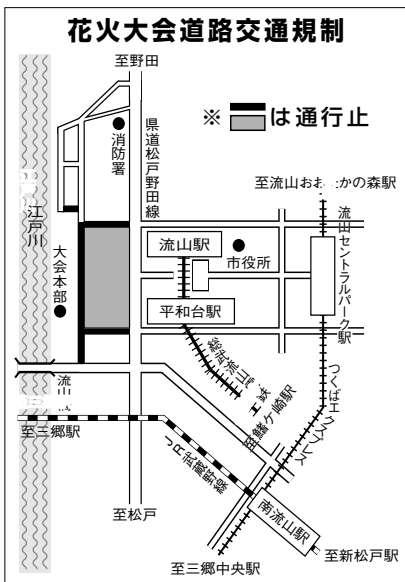 花火大会道路交通規制
至野田
※ は通行止
消防署
県道松戸野田線
至流山おお かの森駅
江戸川
流山駅
市役所
流山セントラルパーク駅
大会本部
平和台駅
総武流山
至鰭ヶ崎駅
つくばエクスプレス
流山
至三郷駅
JR武蔵野線
南流山駅
至松戸
至新松戸駅
至三郷中央駅